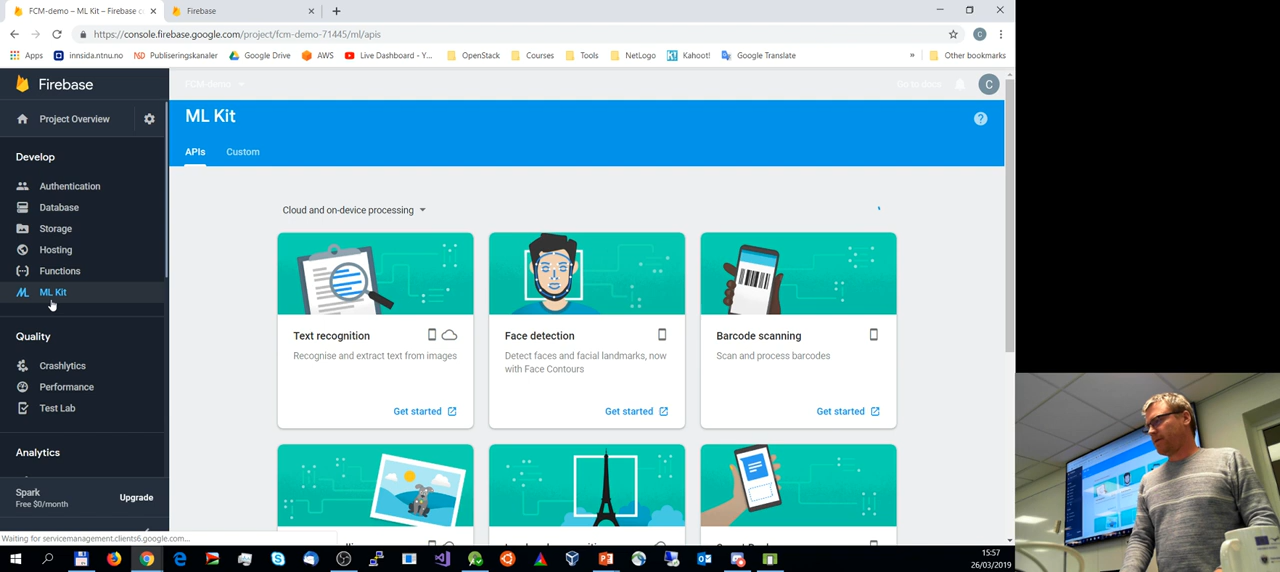 FCM-demo – ML Kit – Firebase c
Firebase
https://console.firebase.google.com/project/fcm-demo-71445/ml/apis
Apps
innsida.ntnu.no
Publiseringskanaler
Google Drive
AWS
Live Dashboard - Y...
OpenStack
Courses
Tools
NetLogo
Kahoot!
Google Translate
»
Other bookmarks
Firebase
FCM-demo
Go to docs
C
Project Overview
ML Kit
APIs
Custom
Develop
Authentication
Database
Storage
Hosting
Functions
ML Kit
Quality
Crashlytics
Performance
Test Lab
Analytics
Spark
Free $0/month
Upgrade
Cloud and on-device processing
Text recognition
Recognise and extract text from images
Get started
Face detection
Detect faces and facial landmarks, now
with Face Contours
Get started
Barcode scanning
Scan and process barcodes
Get started
Waiting for servicemanagement.clients6.google.com...
15:57
26/03/2019